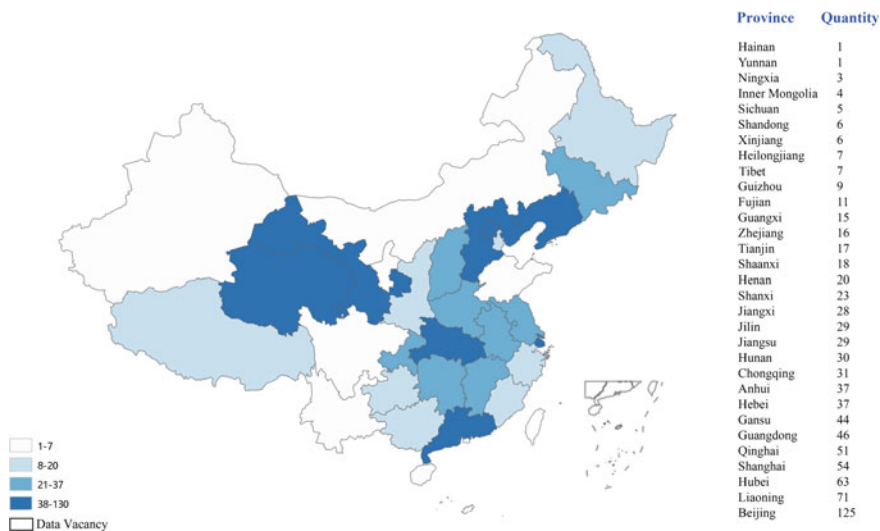 Province Quantity
Hainan 1
Yunnan 1
Ningxia 3
Inner Mongolia 4
Sichuan 5
Shandong 6
Xinjiang 6
Heilongjiang 7
Tibet 7
Guizhou 9
Fujian 11
Guangxi 15
Zhejiang 16
Tianjin 17
Shaanxi 18
Henan 20
Shanxi 23
Jiangxi 28
Jilin 29
Jiangsu 29
Hunan 30
Chongqing 31
Anhui 37
Hebei 37
Gansu 44
Guangdong 46
Qinghai 51
Shanghai 54
Hubei 63
Liaoning 71
Beijing 125
1-7
8-20
21-37
38-130
Data Vacancy